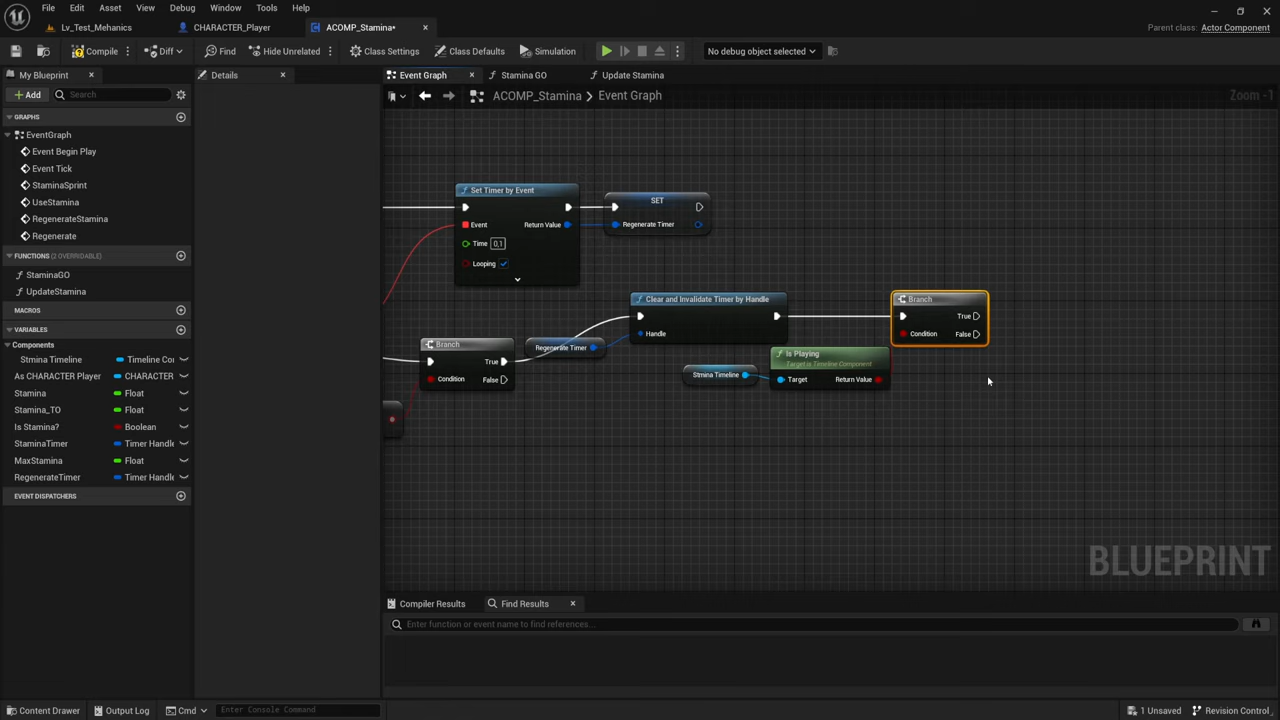 File Edit Asset View Debug Window Tools Help
Lv_Test_Mehanics CHARACTER_Player ACOMP_Stamina* Parent class: Actor Component
Compile Diff Find Hide Unrelated Class Settings Class Defaults Simulation No debug object selected
My Blueprint Details Event Graph Stamina GO Update Stamina
Add Search ACOMP_Stamina Event Graph Zoom -1
GRAPHS
EventGraph
Event Begin Play
Event Tick
StaminaSprint
UseStamina
RegenerateStamina
Regenerate
FUNCTIONS (2 OVERRIDABLE)
StaminaGO
UpdateStamina
MACROS
VARIABLES
Components
Stmina Timeline Timeline Co
As CHARACTER Player CHARACTER
Stamina Float
Stamina_TO Float
Is Stamina? Boolean
StaminaTimer Timer Handle
MaxStamina Float
RegenerateTimer Timer Handle
EVENT DISPATCHERS
Set Timer by Event
Event Return Value
Time 0,1
Looping
SET
Regenerate Timer
Clear and Invalidate Timer by Handle
Handle
Branch
True
Condition False
Regenerate Timer
Branch
True
Condition False
Is Playing
Target is Timeline Component
Stmina Timeline
Target Return Value
BLUEPRINT
Compiler Results Find Results
Enter function or event name to find references...
Content Drawer Output Log Cmd Enter Console Command 1 Unsaved Revision Control